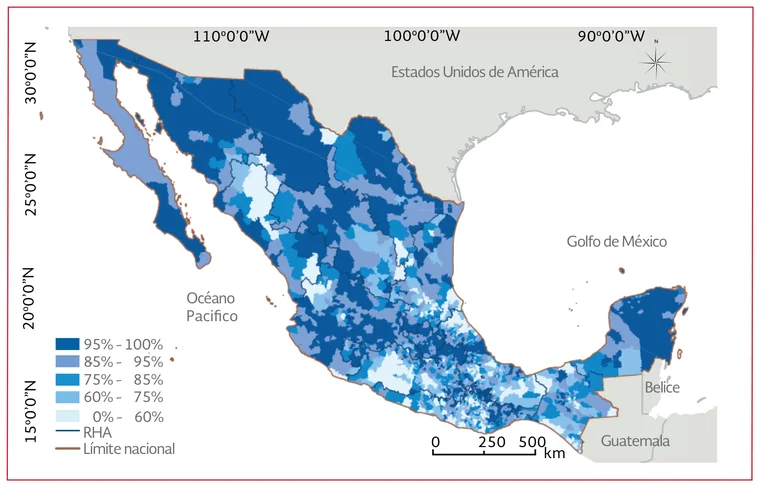 110°0'0"W 100°0'0"W 90°0'0"W
N
30°0'0"N
Estados Unidos de América
25°0'0"N
Golfo de México
20°0'0"N
Océano
Pacifico
95% - 100%
85% - 95%
75% - 85%
60% - 75%
0% - 60%
RHA
Límite nacional
15°0'0"N
0 250 500
km
Belice
Guatemala